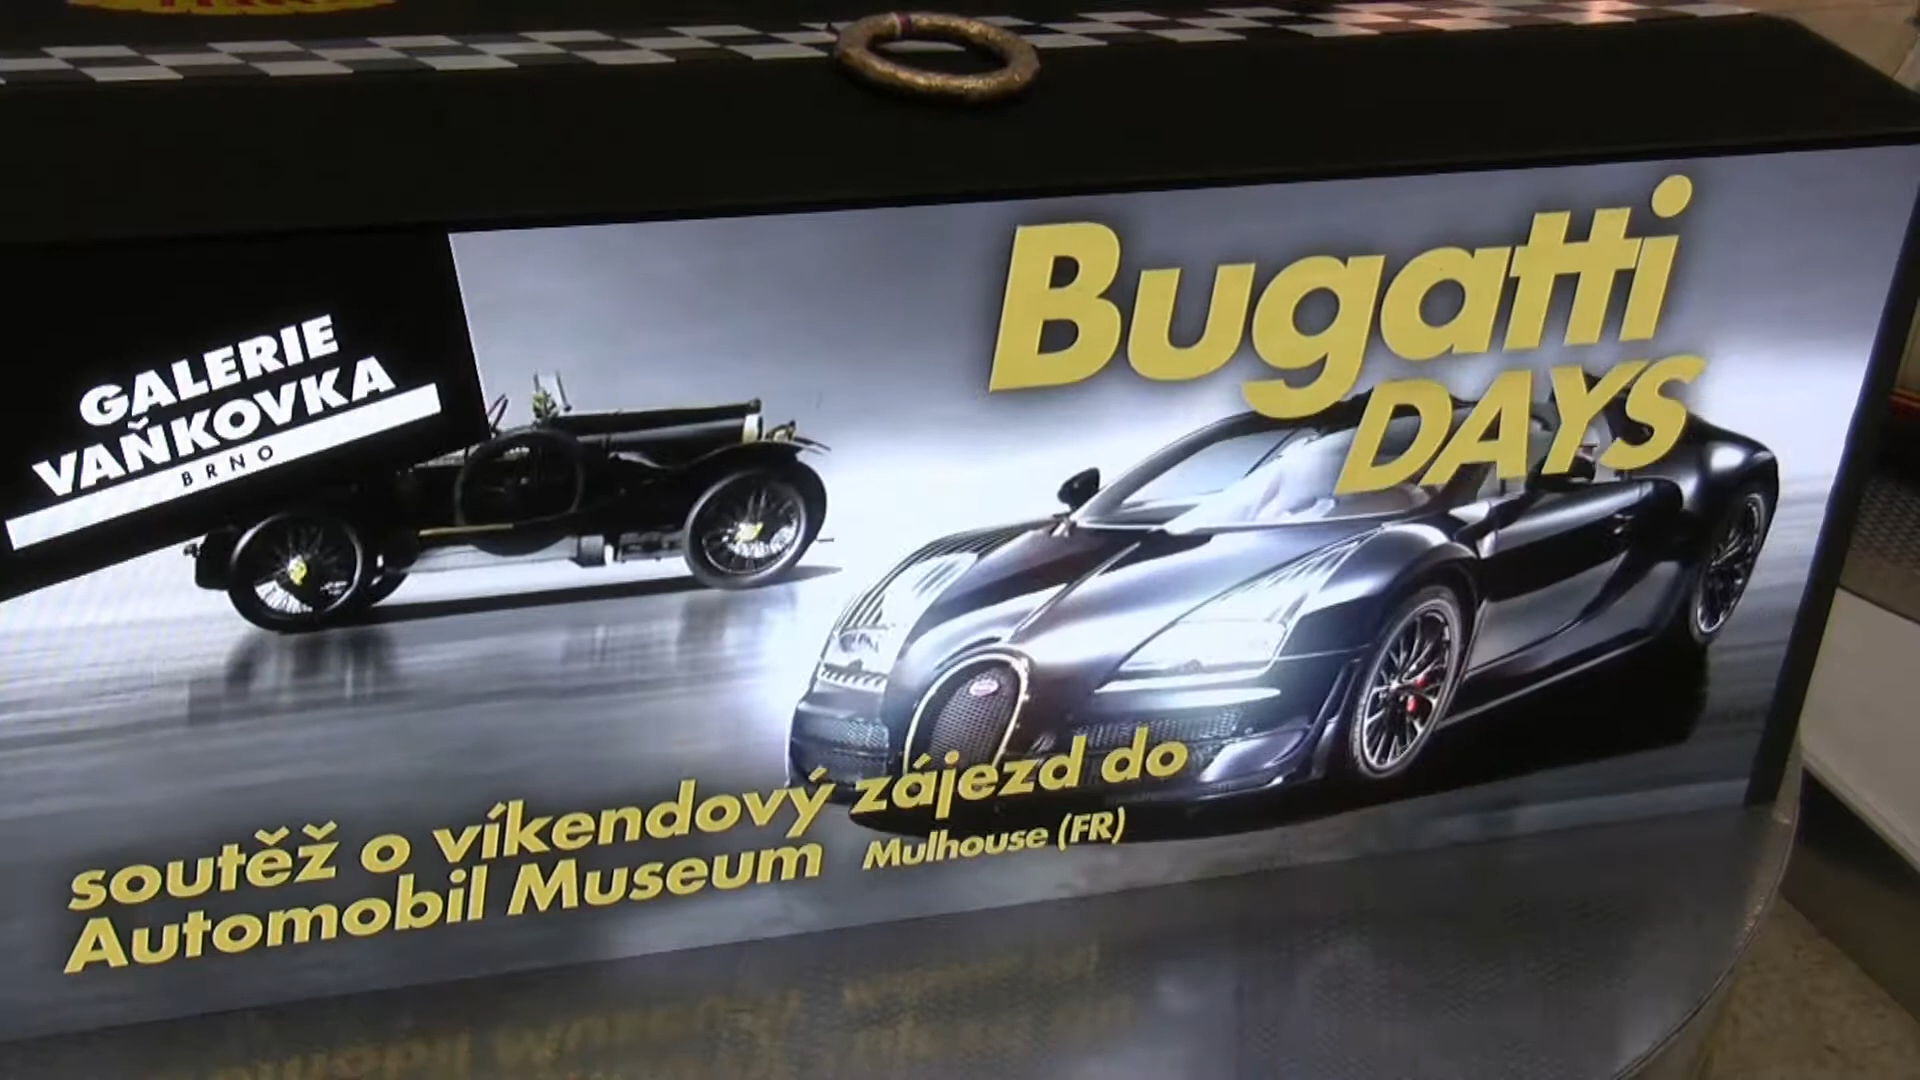 GALERIE
VAŇKOVKA
BRNO
Bugatti
DAYS
soutěž o víkendový zájezd do
Automobil Museum Mulhouse (FR)